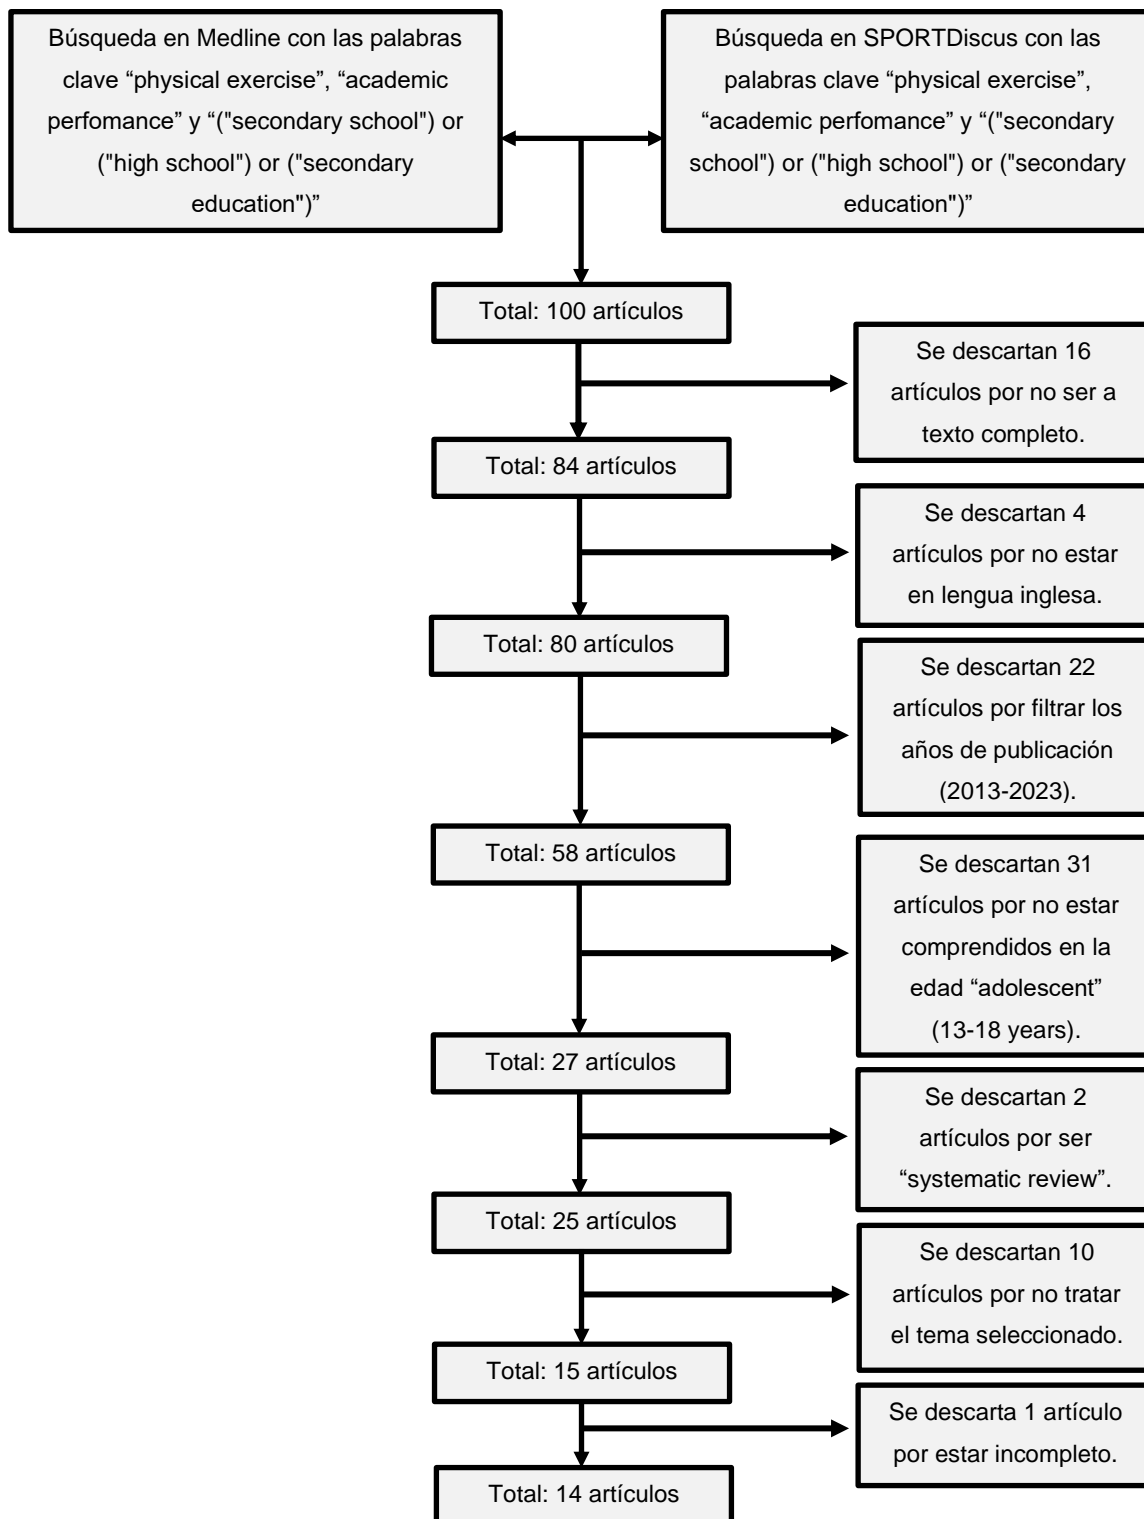 Búsqueda en Medline con las palabras
clave “physical exercise”, “academic
perfomance” y “("secondary school") or
("high school") or ("secondary
education")”
Búsqueda en SPORTDiscus con las
palabras clave “physical exercise”,
“academic perfomance” y “("secondary
school") or ("high school") or ("secondary
education")”
Total: 100 artículos
Se descartan 16
artículos por no ser a
texto completo.
Total: 84 artículos
Se descartan 4
artículos por no estar
en lengua inglesa.
Total: 80 artículos
Se descartan 22
artículos por filtrar los
años de publicación
(2013-2023).
Total: 58 artículos
Se descartan 31
artículos por no estar
comprendidos en la
edad “adolescent”
(13-18 years).
Total: 27 artículos
Se descartan 2
artículos por ser
“systematic review”.
Total: 25 artículos
Se descartan 10
artículos por no tratar
el tema seleccionado.
Total: 15 artículos
Se descarta 1 artículo
por estar incompleto.
Total: 14 artículos